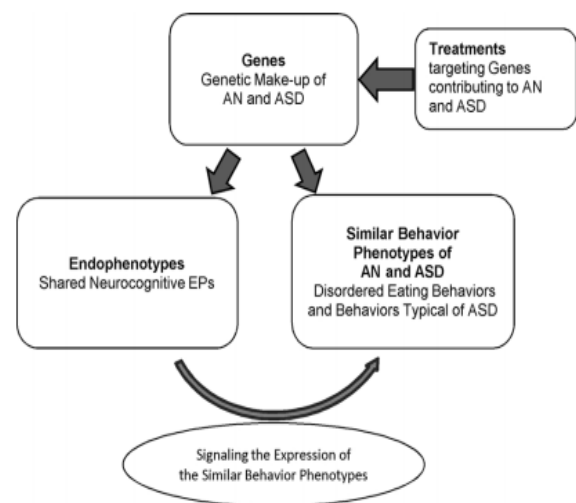 Genes
Genetic Make-up of
AN and ASD
Treatments
targeting Genes
contributing to AN
and ASD
Endophenotypes
Shared Neurocognitive EPs
Similar Behavior
Phenotypes of
AN and ASD
Disordered Eating Behaviors
and Behaviors Typical of ASD
Signaling the Expression of
the Similar Behavior Phenotypes